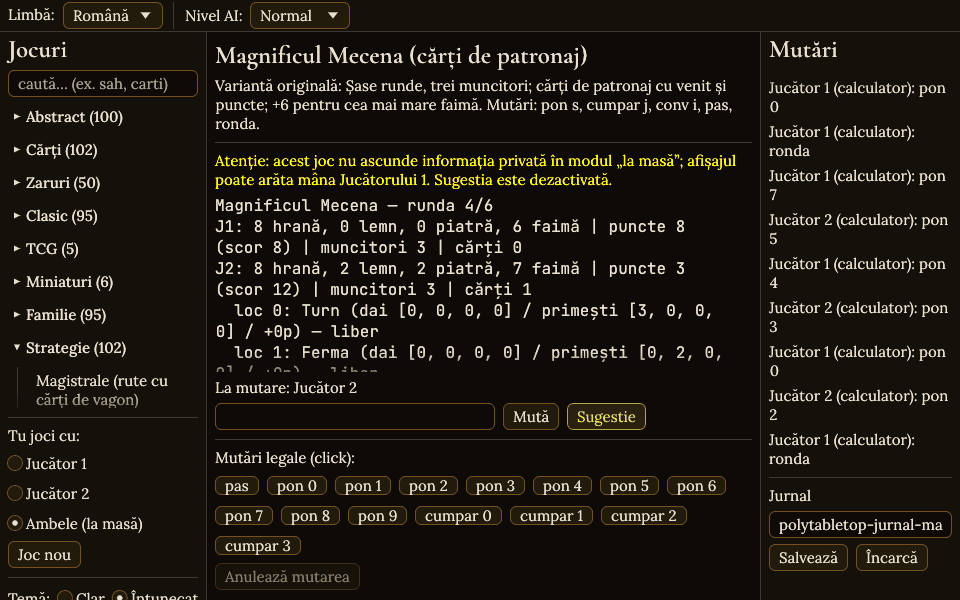 Limbă: Română Nivel AI: Normal
Jocuri
caută... (ex. sah, carti)
Abstract (100)
Cărți (102)
Zaruri (50)
Clasic (95)
TCG (5)
Miniaturi (6)
Familie (95)
Strategie (102)
Magistrale (rute cu
cărți de vagon)
Tu joci cu:
Jucător 1
Jucător 2
Ambele (la masă)
Joc nou
Temă: Clar Întunecat
Magnificul Mecena (cărți de patronaj)
Variantă originală: Șase runde, trei muncitori; cărți de patronaj cu venit și
puncte; +6 pentru cea mai mare faimă. Mutări: pon s, cumpar j, conv i, pas,
ronda.
Atenție: acest joc nu ascunde informația privată în modul „la masă”; afișajul
poate arăta mâna Jucătorului 1. Sugestia este dezactivată.
Magnificul Mecena — runda 4/6
J1: 8 hrană, 0 lemn, 0 piatră, 6 faimă | puncte 8
(scor 8) | muncitori 3 | cărți 0
J2: 8 hrană, 2 lemn, 2 piatră, 7 faimă | puncte 3
(scor 12) | muncitori 3 | cărți 1
loc 0: Turn (dai [0, 0, 0, 0] / primești [3, 0, 0,
0] / +0p) — liber
loc 1: Ferma (dai [0, 0, 0, 0] / primești [0, 2, 0,
0] / +0p) — liber
La mutare: Jucător 2
Mută Sugestie
Mutări legale (click):
pas pon 0 pon 1 pon 2 pon 3 pon 4 pon 5 pon 6
pon 7 pon 8 pon 9 cumpar 0 cumpar 1 cumpar 2
cumpar 3
Anulează mutarea
Mutări
Jucător 1 (calculator): pon
0
Jucător 1 (calculator):
ronda
Jucător 1 (calculator): pon
7
Jucător 2 (calculator): pon
5
Jucător 1 (calculator): pon
4
Jucător 2 (calculator): pon
3
Jucător 1 (calculator): pon
0
Jucător 2 (calculator): pon
2
Jucător 1 (calculator):
ronda
Jurnal
polytabletop-jurnal-ma
Salvează Încarcă